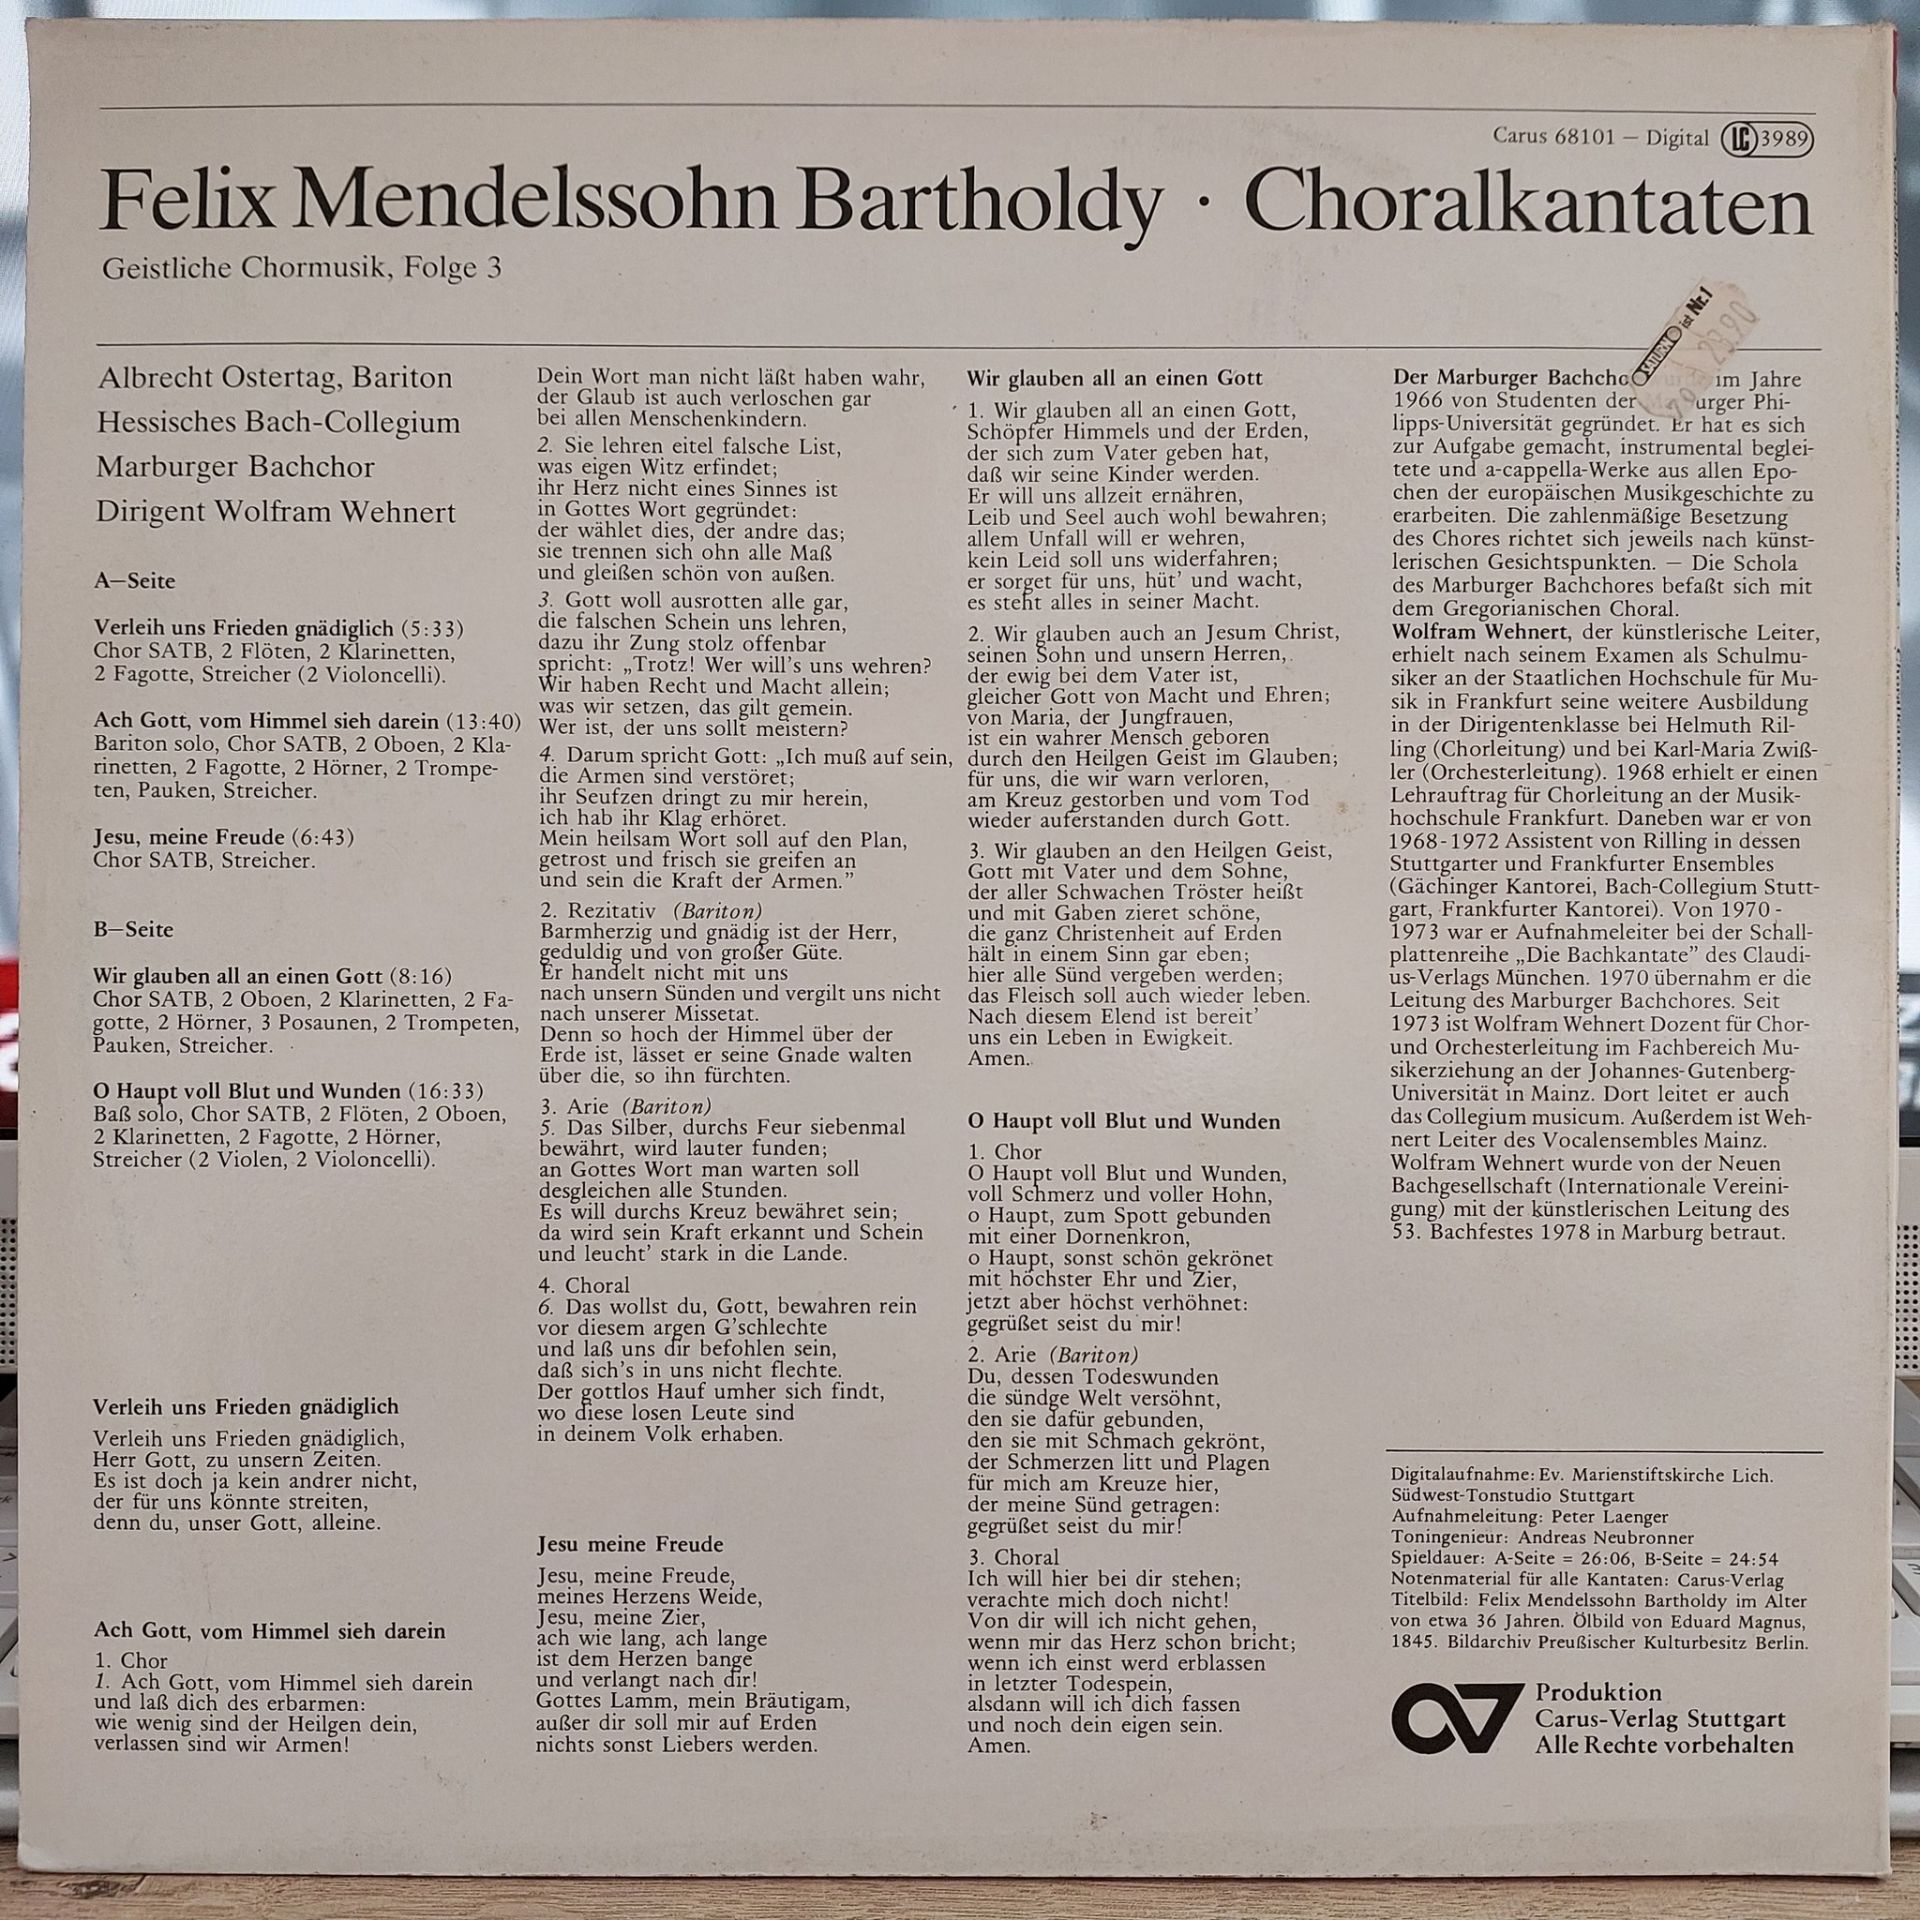 Carus 68101 — Digital LC 3989
Felix Mendelssohn Bartholdy · Choralkantaten
Geistliche Chormusik, Folge 3
SATURN ist Nr.1
Albrecht Ostertag, Bariton
Hessisches Bach-Collegium
Marburger Bachchor
Dirigent Wolfram Wehnert
A—Seite
Verleih uns Frieden gnädiglich (5:33)
Chor SATB, 2 Flöten, 2 Klarinetten,
2 Fagotte, Streicher (2 Violoncelli).
Ach Gott, vom Himmel sieh darein (13:40)
Bariton solo, Chor SATB, 2 Oboen, 2 Kla-
rinetten, 2 Fagotte, 2 Hörner, 2 Trompe-
ten, Pauken, Streicher.
Jesu, meine Freude (6:43)
Chor SATB, Streicher.
B—Seite
Wir glauben all an einen Gott (8:16)
Chor SATB, 2 Oboen, 2 Klarinetten, 2 Fa-
gotte, 2 Hörner, 3 Posaunen, 2 Trompeten,
Pauken, Streicher.
O Haupt voll Blut und Wunden (16:33)
Baß solo, Chor SATB, 2 Flöten, 2 Oboen,
2 Klarinetten, 2 Fagotte, 2 Hörner,
Streicher (2 Violen, 2 Violoncelli).
Verleih uns Frieden gnädiglich
Verleih uns Frieden gnädiglich,
Herr Gott, zu unsern Zeiten.
Es ist doch ja kein andrer nicht,
der für uns könnte streiten,
denn du, unser Gott, alleine.
Ach Gott, vom Himmel sieh darein
1. Chor
1. Ach Gott, vom Himmel sieh darein
und laß dich des erbarmen:
wie wenig sind der Heilgen dein,
verlassen sind wir Armen!
Dein Wort man nicht läßt haben wahr,
der Glaub ist auch verloschen gar
bei allen Menschenkindern.
2. Sie lehren eitel falsche List,
was eigen Witz erfindet;
ihr Herz nicht eines Sinnes ist
in Gottes Wort gegründet:
der wählet dies, der andre das;
sie trennen sich ohn alle Maß
und gleißen schön von außen.
3. Gott woll ausrotten alle gar,
die falschen Schein uns lehren,
dazu ihr Zung stolz offenbar
spricht: „Trotz! Wer will's uns wehren?
Wir haben Recht und Macht allein;
was wir setzen, das gilt gemein.
Wer ist, der uns sollt meistern?
4. Darum spricht Gott: „Ich muß auf sein,
die Armen sind verstöret;
ihr Seufzen dringt zu mir herein,
ich hab ihr Klag erhöret.
Mein heilsam Wort soll auf den Plan,
getrost und frisch sie greifen an
und sein die Kraft der Armen.”
2. Rezitativ (Bariton)
Barmherzig und gnädig ist der Herr,
geduldig und von großer Güte.
Er handelt nicht mit uns
nach unsern Sünden und vergilt uns nicht
nach unserer Missetat.
Denn so hoch der Himmel über der
Erde ist, lässet er seine Gnade walten
über die, so ihn fürchten.
3. Arie (Bariton)
5. Das Silber, durchs Feur siebenmal
bewährt, wird lauter funden;
an Gottes Wort man warten soll
desgleichen alle Stunden.
Es will durchs Kreuz bewähret sein;
da wird sein Kraft erkannt und Schein
und leucht' stark in die Lande.
4. Choral
6. Das wollst du, Gott, bewahren rein
vor diesem argen G'schlechte
und laß uns dir befohlen sein,
daß sich's in uns nicht flechte.
Der gottlos Hauf umher sich findt,
wo diese losen Leute sind
in deinem Volk erhaben.
Jesu meine Freude
Jesu, meine Freude,
meines Herzens Weide,
Jesu, meine Zier,
ach wie lang, ach lange
ist dem Herzen bange
und verlangt nach dir!
Gottes Lamm, mein Bräutigam,
außer dir soll mir auf Erden
nichts sonst Liebers werden.
Wir glauben all an einen Gott
1. Wir glauben all an einen Gott,
Schöpfer Himmels und der Erden,
der sich zum Vater geben hat,
daß wir seine Kinder werden.
Er will uns allzeit ernähren,
Leib und Seel auch wohl bewahren;
allem Unfall will er wehren,
kein Leid soll uns widerfahren;
er sorget für uns, hüt' und wacht,
es steht alles in seiner Macht.
2. Wir glauben auch an Jesum Christ,
seinen Sohn und unsern Herren,
der ewig bei dem Vater ist,
gleicher Gott von Macht und Ehren;
von Maria, der Jungfrauen,
ist ein wahrer Mensch geboren
durch den Heilgen Geist im Glauben;
für uns, die wir warn verloren,
am Kreuz gestorben und vom Tod
wieder auferstanden durch Gott.
3. Wir glauben an den Heilgen Geist,
Gott mit Vater und dem Sohne,
der aller Schwachen Tröster heißt
und mit Gaben zieret schöne,
die ganz Christenheit auf Erden
hält in einem Sinn gar eben;
hier alle Sünd vergeben werden;
das Fleisch soll auch wieder leben.
Nach diesem Elend ist bereit'
uns ein Leben in Ewigkeit.
Amen.
O Haupt voll Blut und Wunden
1. Chor
O Haupt voll Blut und Wunden,
voll Schmerz und voller Hohn,
o Haupt, zum Spott gebunden
mit einer Dornenkron,
o Haupt, sonst schön gekrönet
mit höchster Ehr und Zier,
jetzt aber höchst verhöhnet:
gegrüßet seist du mir!
2. Arie (Bariton)
Du, dessen Todeswunden
die sündge Welt versöhnt,
den sie dafür gebunden,
den sie mit Schmach gekrönt,
der Schmerzen litt und Plagen
für mich am Kreuze hier,
der meine Sünd getragen:
gegrüßet seist du mir!
3. Choral
Ich will hier bei dir stehen;
verachte mich doch nicht!
Von dir will ich nicht gehen,
wenn mir das Herz schon bricht;
wenn ich einst werd erblassen
in letzter Todespein,
alsdann will ich dich fassen
und noch dein eigen sein.
Amen.
Der Marburger Bachcho im Jahre
1966 von Studenten der urger Phi-
lipps-Universität gegründet. Er hat es sich
zur Aufgabe gemacht, instrumental beglei-
tete und a-cappella-Werke aus allen Epo-
chen der europäischen Musikgeschichte zu
erarbeiten. Die zahlenmäßige Besetzung
des Chores richtet sich jeweils nach künst-
lerischen Gesichtspunkten. — Die Schola
des Marburger Bachchores befaßt sich mit
dem Gregorianischen Choral.
Wolfram Wehnert, der künstlerische Leiter,
erhielt nach seinem Examen als Schulmu-
siker an der Staatlichen Hochschule für Mu-
sik in Frankfurt seine weitere Ausbildung
in der Dirigentenklasse bei Helmuth Ril-
ling (Chorleitung) und bei Karl-Maria Zwiß-
ler (Orchesterleitung). 1968 erhielt er einen
Lehrauftrag für Chorleitung an der Musik-
hochschule Frankfurt. Daneben war er von
1968-1972 Assistent von Rilling in dessen
Stuttgarter und Frankfurter Ensembles
(Gächinger Kantorei, Bach-Collegium Stutt-
gart, Frankfurter Kantorei). Von 1970-
1973 war er Aufnahmeleiter bei der Schall-
plattenreihe „Die Bachkantate” des Claudi-
us-Verlags München. 1970 übernahm er die
Leitung des Marburger Bachchores. Seit
1973 ist Wolfram Wehnert Dozent für Chor-
und Orchesterleitung im Fachbereich Mu-
sikerziehung an der Johannes-Gutenberg-
Universität in Mainz. Dort leitet er auch
das Collegium musicum. Außerdem ist Weh-
nert Leiter des Vocalensembles Mainz.
Wolfram Wehnert wurde von der Neuen
Bachgesellschaft (Internationale Vereini-
gung) mit der künstlerischen Leitung des
53. Bachfestes 1978 in Marburg betraut.
Digitalaufnahme: Ev. Marienstiftskirche Lich.
Südwest-Tonstudio Stuttgart
Aufnahmeleitung: Peter Laenger
Toningenieur: Andreas Neubronner
Spieldauer: A-Seite = 26:06, B-Seite = 24:54
Notenmaterial für alle Kantaten: Carus-Verlag
Titelbild: Felix Mendelssohn Bartholdy im Alter
von etwa 36 Jahren. Ölbild von Eduard Magnus,
1845. Bildarchiv Preußischer Kulturbesitz Berlin.
Produktion
Carus-Verlag Stuttgart
Alle Rechte vorbehalten